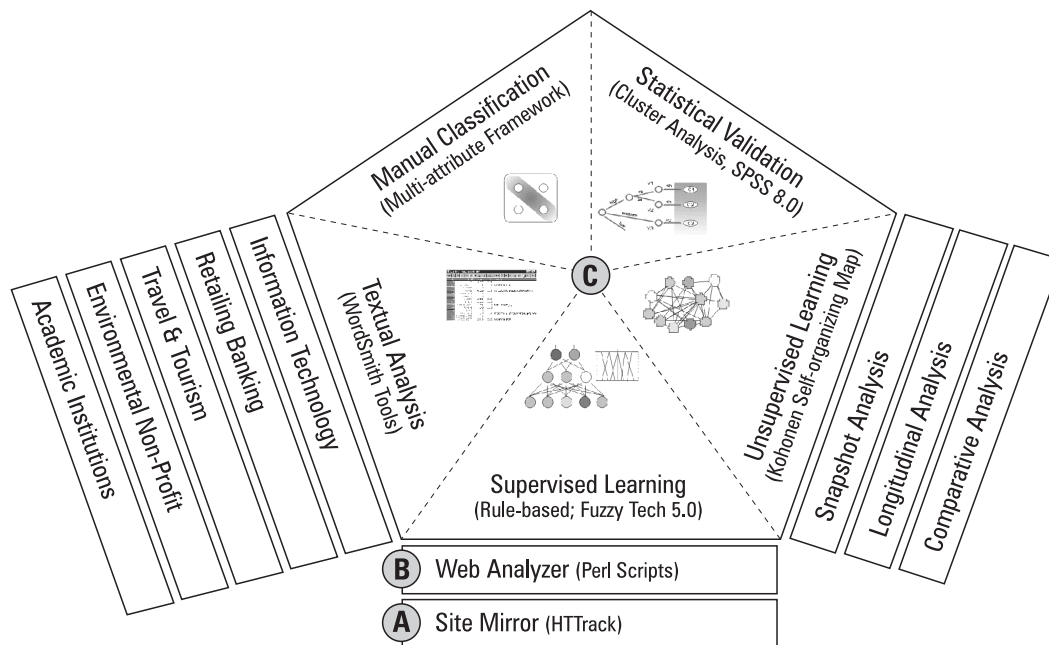 Manual Classification
(Multi-attribute Framework)
Statistical Validation
(Cluster Analysis, SPSS 8.0)
Academic Institutions
Environmental Non-Profit
Travel & Tourism
Retailing Banking
Information Technology
Textual Analysis
(WordSmith Tools)
C
Unsupervised Learning
(Kohonen Self-organizing Map)
Snapshot Analysis
Longitudinal Analysis
Comparative Analysis
Supervised Learning
(Rule-based; Fuzzy Tech 5.0)
B Web Analyzer (Perl Scripts)
A Site Mirror (HTTrack)